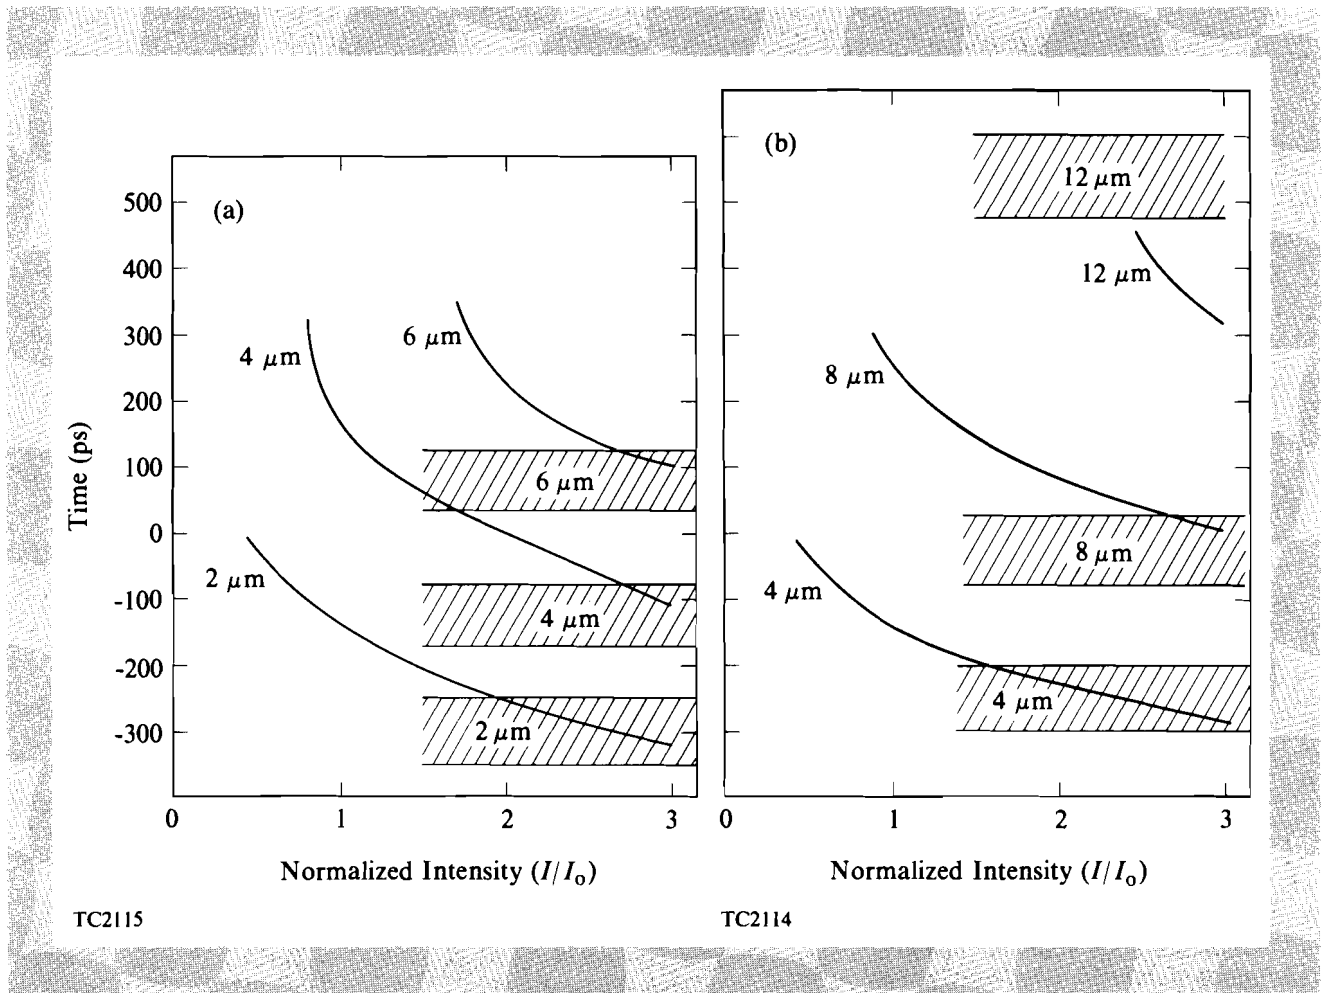 (a)
500
400
300
200
100
0
-100
-200
-300
Time (ps)
4 μm
6 μm
2 μm
6 μm
4 μm
2 μm
0 1 2 3
Normalized Intensity (I/I₀)
TC2115
(b)
12 μm
12 μm
8 μm
8 μm
4 μm
4 μm
0 1 2 3
Normalized Intensity (I/I₀)
TC2114